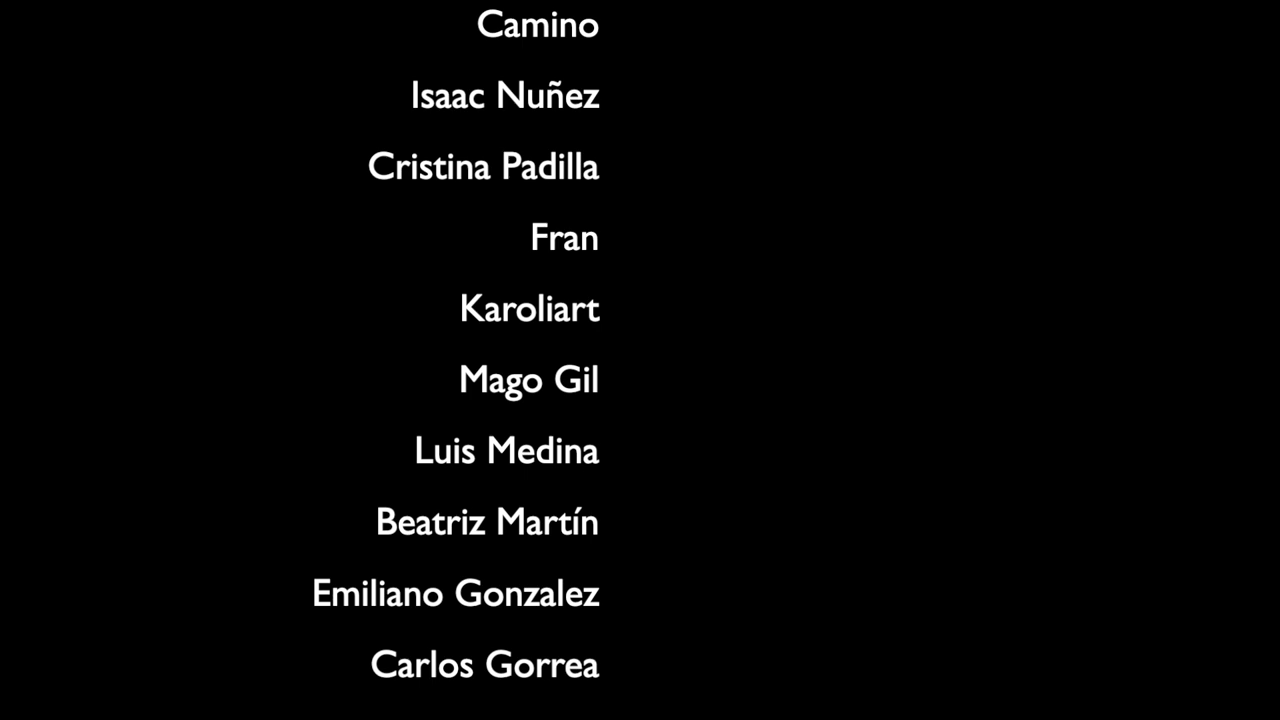 Camino
Isaac Nuñez
Cristina Padilla
Fran
Karoliart
Mago Gil
Luis Medina
Beatriz Martín
Emiliano Gonzalez
Carlos Gorrea